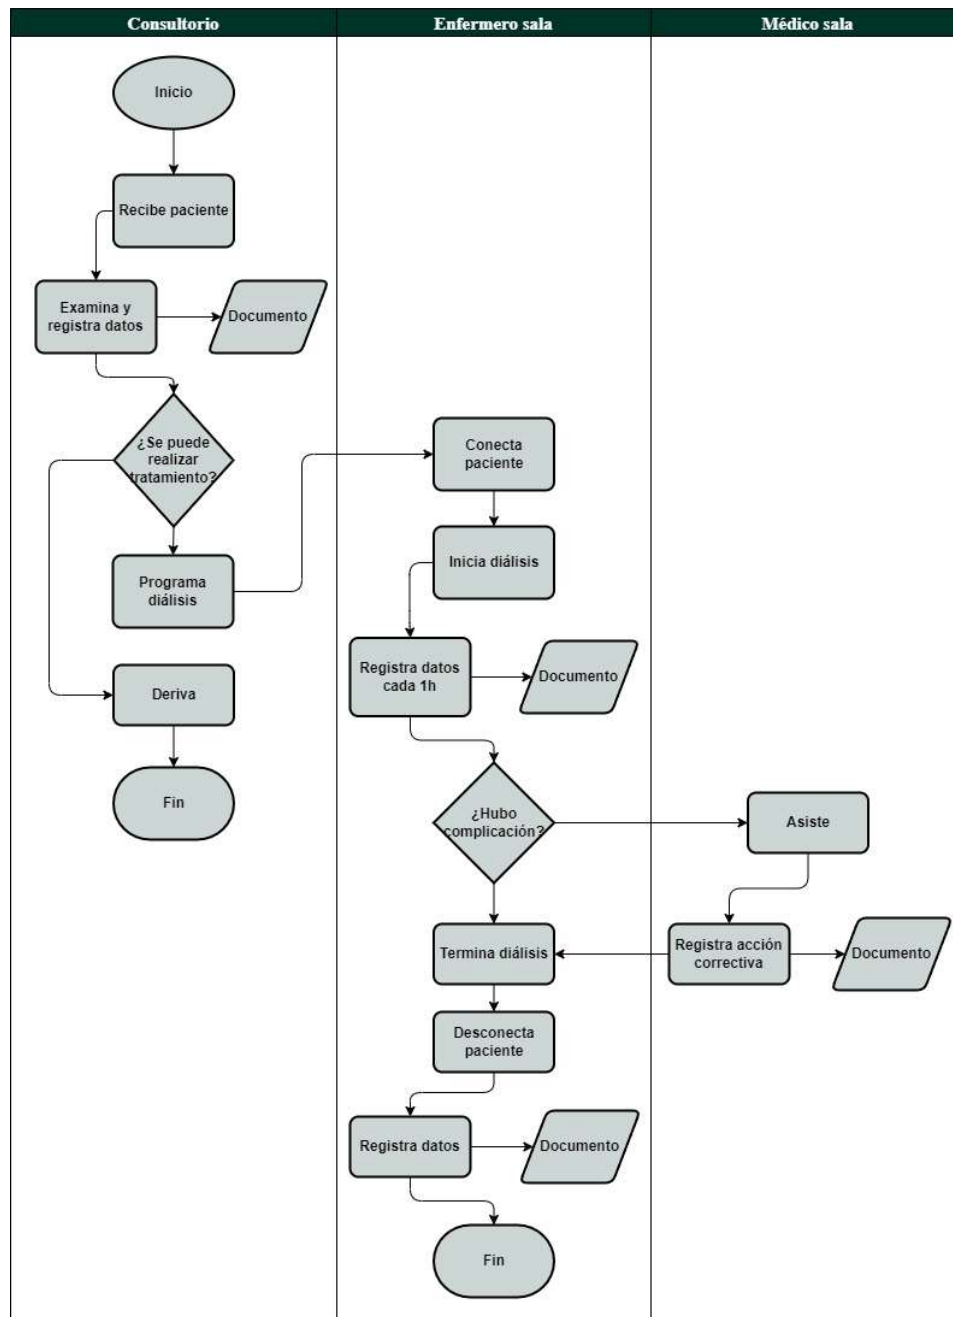 Consultorio
Enfermero sala
Médico sala
Inicio
Recibe paciente
Examina y
registra datos
Documento
¿Se puede
realizar
tratamiento?
Programa
diálisis
Deriva
Fin
Conecta
paciente
Inicia diálisis
Registra datos
cada 1h
Documento
¿Hubo
complicación?
Asiste
Registra acción
correctiva
Documento
Termina diálisis
Desconecta
paciente
Registra datos
Documento
Fin